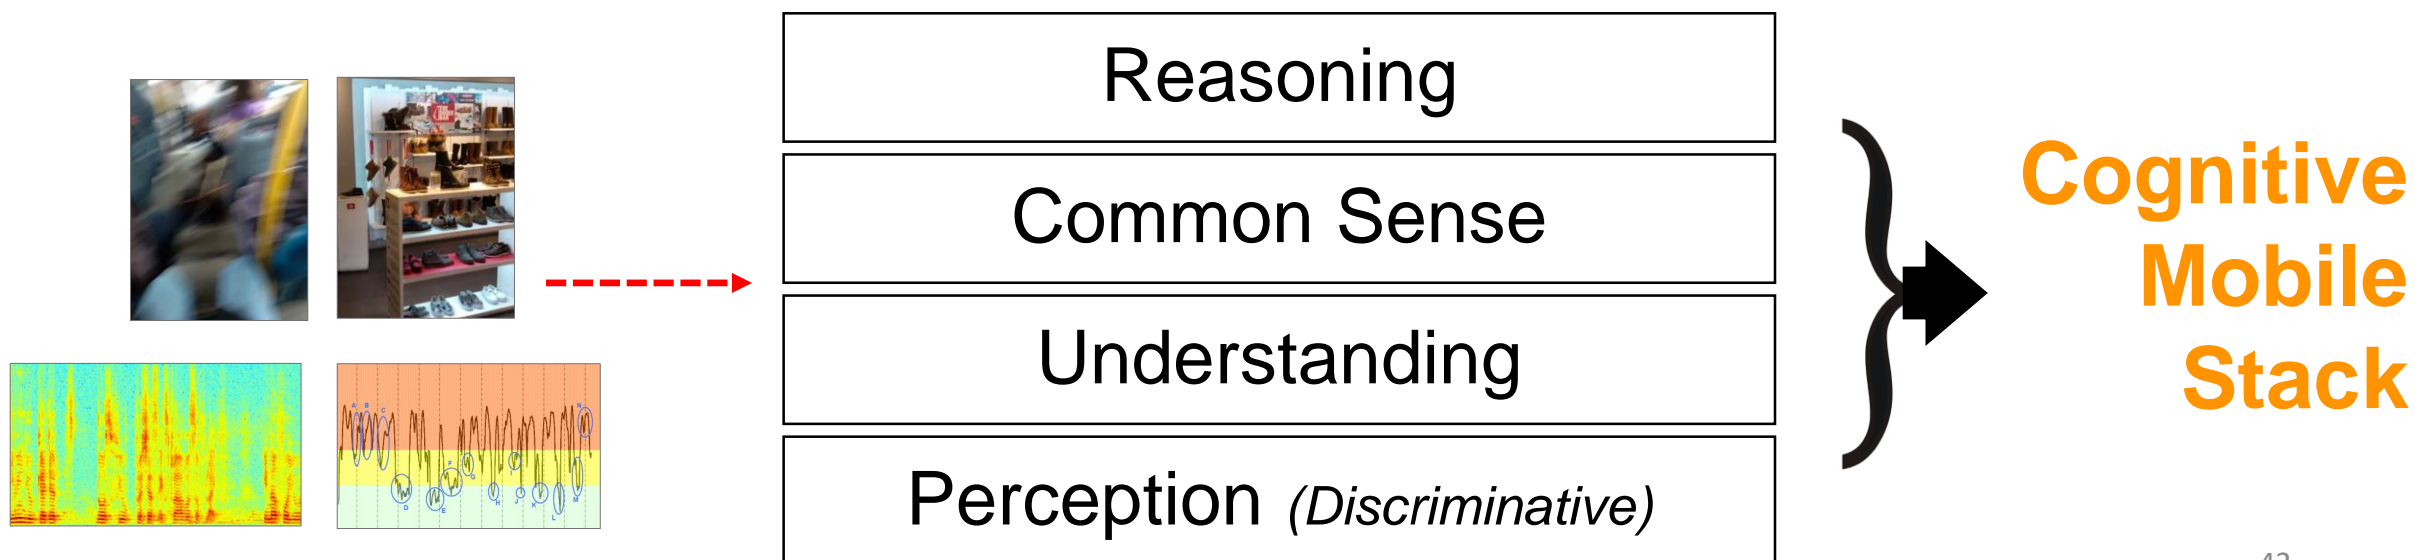 Reasoning
Common Sense
Understanding
Perception (Discriminative)
Cognitive
Mobile
Stack
A
B
C
D
E
F
G
H
I
J
K
L
M
N